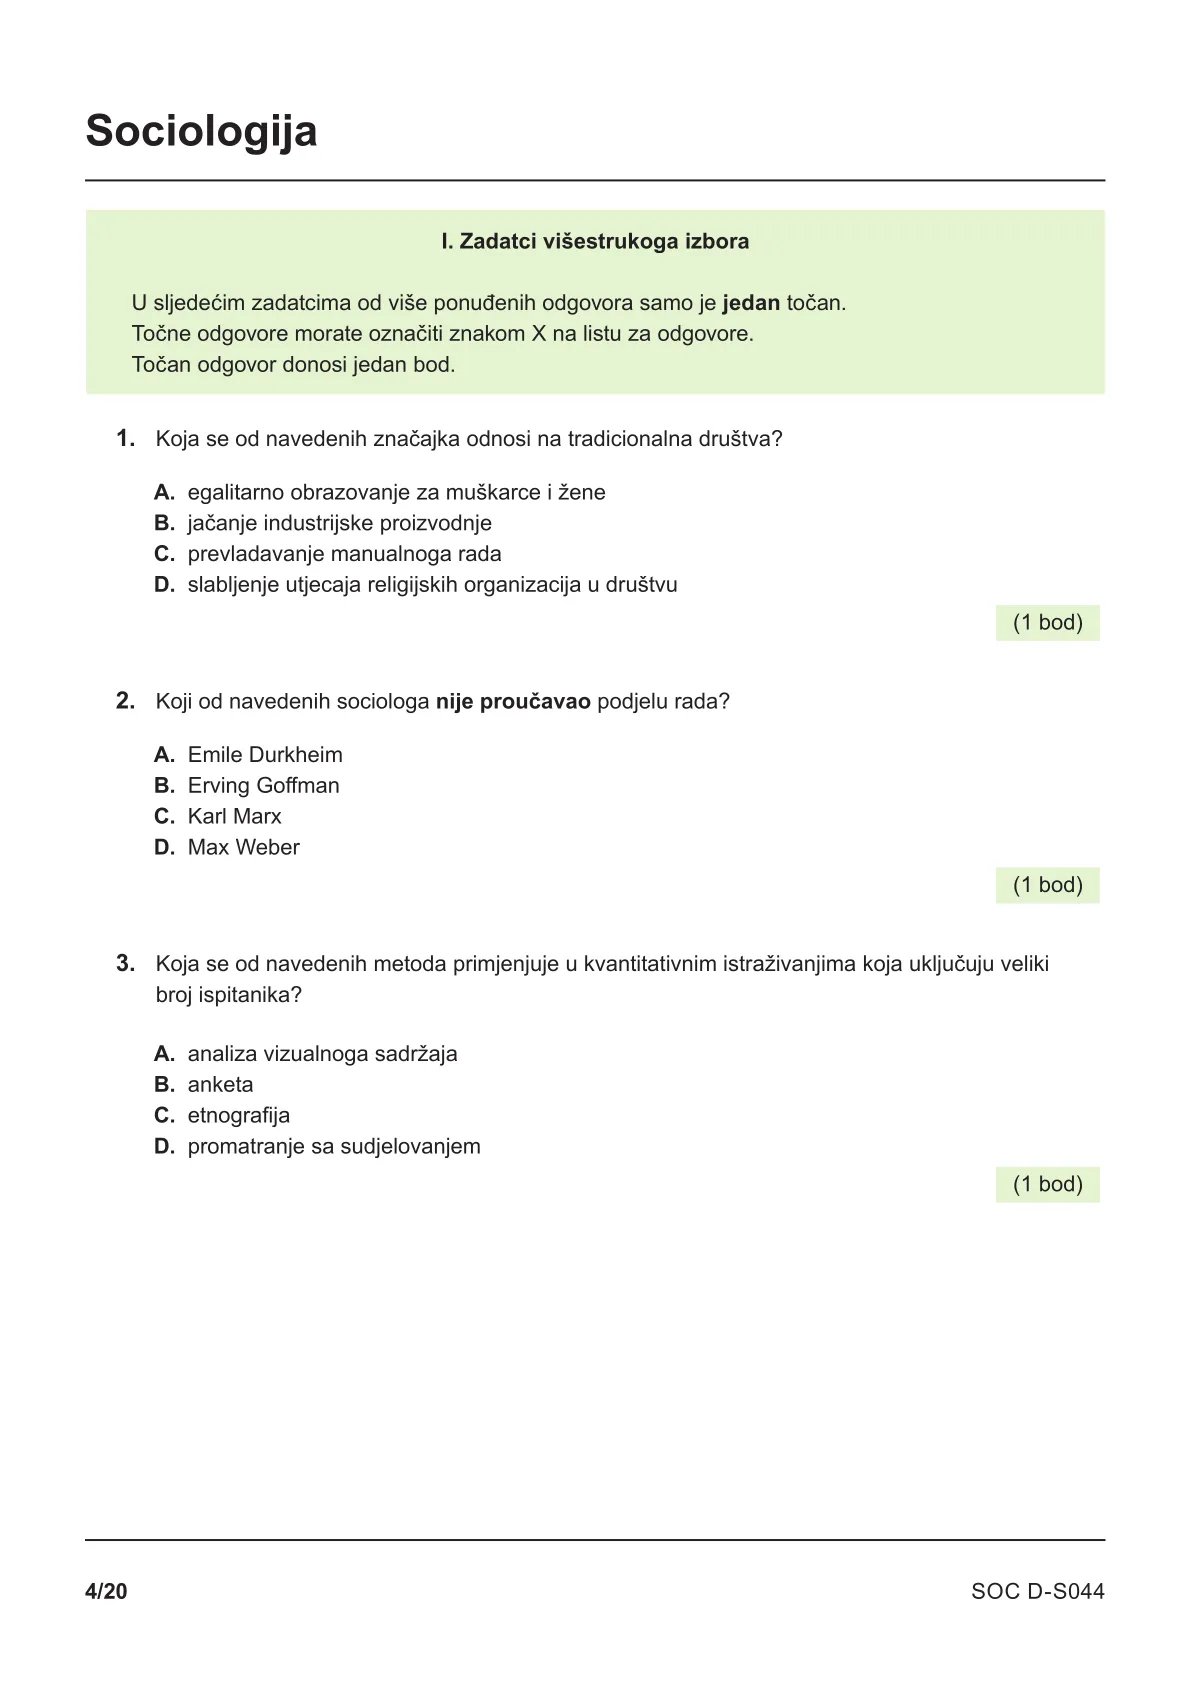 Sociologija
I. Zadatci višestrukoga izbora
U sljedećim zadatcima od više ponuđenih odgovora samo je jedan točan.
Točne odgovore morate označiti znakom X na listu za odgovore.
Točan odgovor donosi jedan bod.
1. Koja se od navedenih značajka odnosi na tradicionalna društva?
A. egalitarno obrazovanje za muškarce i žene
B. jačanje industrijske proizvodnje
C. prevladavanje manualnoga rada
D. slabljenje utjecaja religijskih organizacija u društvu
(1 bod)
2. Koji od navedenih sociologa nije proučavao podjelu rada?
A. Emile Durkheim
B. Erving Goffman
C. Karl Marx
D. Max Weber
(1 bod)
3. Koja se od navedenih metoda primjenjuje u kvantitativnim istraživanjima koja uključuju veliki
broj ispitanika?
A. analiza vizualnoga sadržaja
B. anketa
C. etnografija
D. promatranje sa sudjelovanjem
(1 bod)
4/20 SOC D-S044